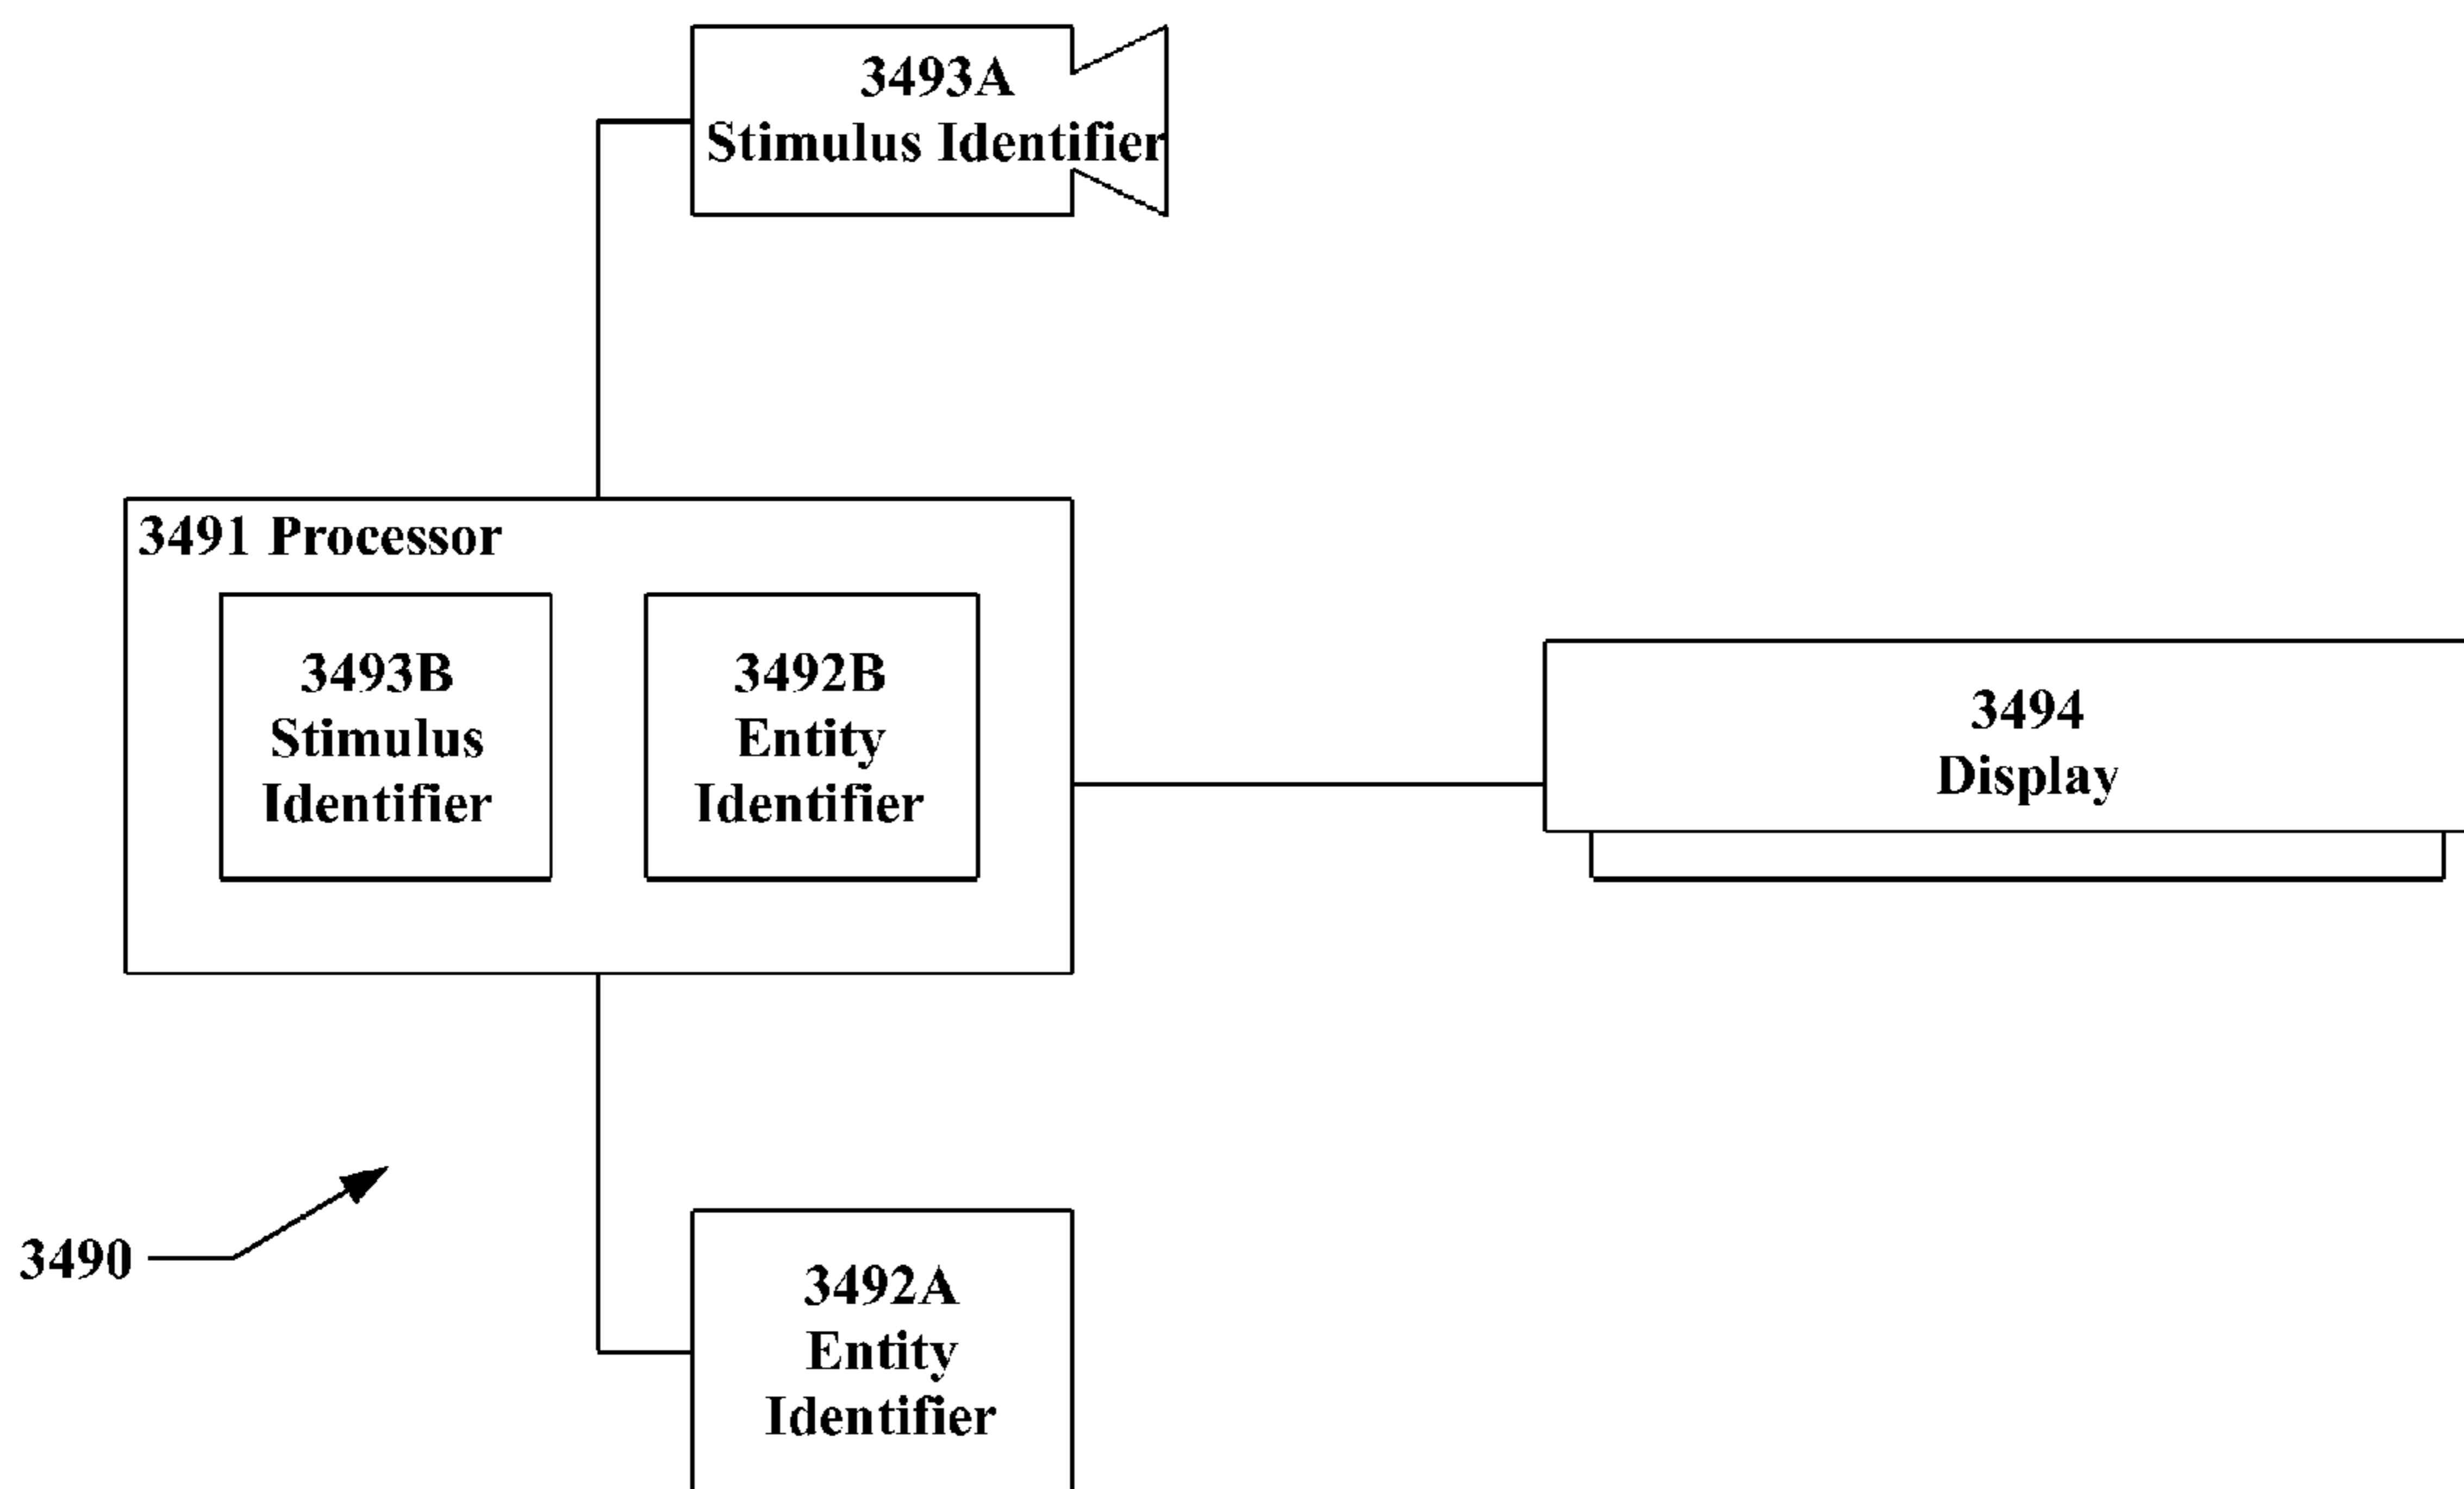 3493A
Stimulus Identifier
3491 Processor
3493B
Stimulus
Identifier
3492B
Entity
Identifier
3494
Display
3490
3492A
Entity
Identifier